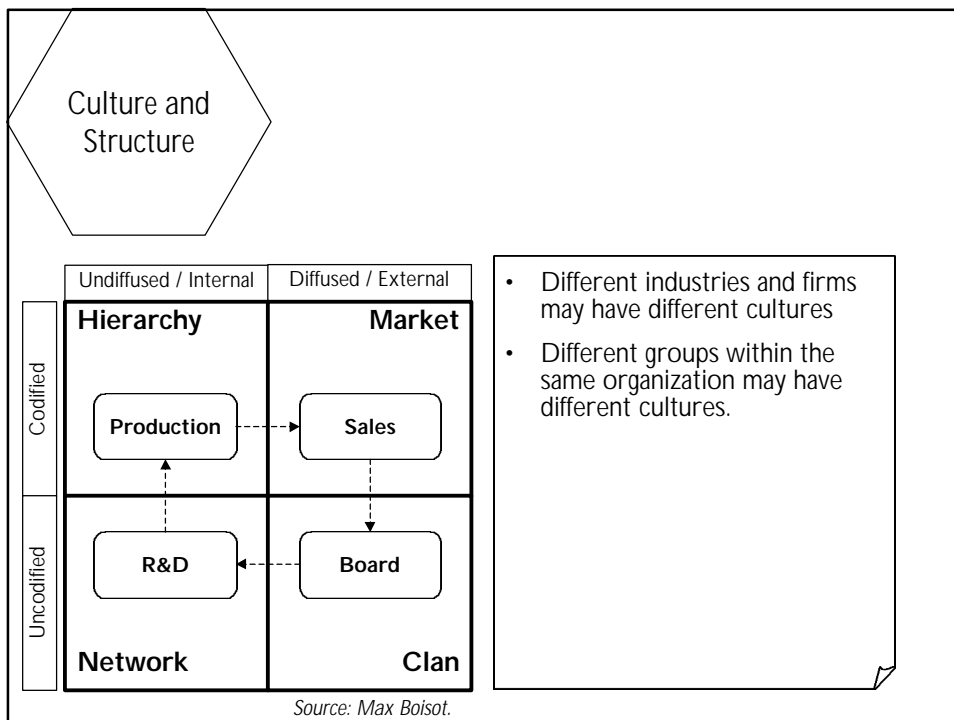 Culture and
Structure
Undiffused / Internal
Diffused / External
Codified
Uncodified
Hierarchy
Market
Production
Sales
R&D
Board
Network
Clan
Source: Max Boisot.
• Different industries and firms
may have different cultures
• Different groups within the
same organization may have
different cultures.